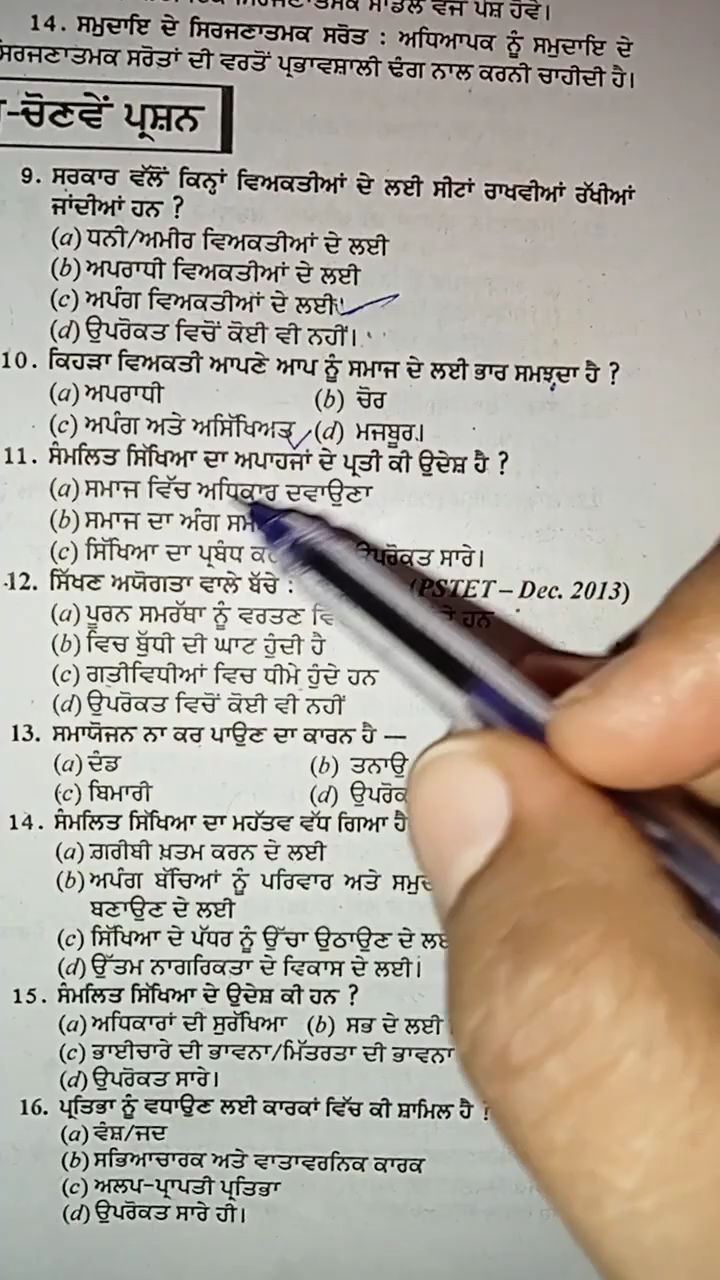 ਵਜੋਂ ਪੇਸ਼ ਹੋਵੇ।
14. ਸਮੁਦਾਇ ਦੇ ਸਿਰਜਣਾਤਮਕ ਸਰੋਤ : ਅਧਿਆਪਕ ਨੂੰ ਸਮੁਦਾਇ ਦੇ
ਸਿਰਜਣਾਤਮਕ ਸਰੋਤਾਂ ਦੀ ਵਰਤੋਂ ਪ੍ਰਭਾਵਸ਼ਾਲੀ ਢੰਗ ਨਾਲ ਕਰਨੀ ਚਾਹੀਦੀ ਹੈ।
-ਚੋਣਵੇਂ ਪ੍ਰਸ਼ਨ
9. ਸਰਕਾਰ ਵੱਲੋਂ ਕਿਨ੍ਹਾਂ ਵਿਅਕਤੀਆਂ ਦੇ ਲਈ ਸੀਟਾਂ ਰਾਖਵੀਆਂ ਰੱਖੀਆਂ
ਜਾਂਦੀਆਂ ਹਨ ?
(a) ਧਨੀ/ਅਮੀਰ ਵਿਅਕਤੀਆਂ ਦੇ ਲਈ
(b) ਅਪਰਾਧੀ ਵਿਅਕਤੀਆਂ ਦੇ ਲਈ
(c) ਅਪੰਗ ਵਿਅਕਤੀਆਂ ਦੇ ਲਈ
(d) ਉਪਰੋਕਤ ਵਿਚੋਂ ਕੋਈ ਵੀ ਨਹੀਂ।
10. ਕਿਹੜਾ ਵਿਅਕਤੀ ਆਪਣੇ ਆਪ ਨੂੰ ਸਮਾਜ ਦੇ ਲਈ ਭਾਰ ਸਮਝਦਾ ਹੈ ?
(a) ਅਪਰਾਧੀ (b) ਚੋਰ
(c) ਅਪੰਗ ਅਤੇ ਅਸਿੱਖਿਅਤ (d) ਮਜਬੂਰ।
11. ਸੰਮਲਿਤ ਸਿੱਖਿਆ ਦਾ ਅਪਾਹਜਾਂ ਦੇ ਪ੍ਰਤੀ ਕੀ ਉਦੇਸ਼ ਹੈ ?
(a) ਸਮਾਜ ਵਿੱਚ ਅਧਿਕਾਰ ਦਵਾਉਣਾ
(b) ਸਮਾਜ ਦਾ ਅੰਗ
(c) ਸਿੱਖਿਆ ਦਾ ਪ੍ਰਬੰਧ ਉਪਰੋਕਤ ਸਾਰੇ।
12. ਸਿੱਖਣ ਅਯੋਗਤਾ ਵਾਲੇ ਬੱਚੇ : (PSTET – Dec. 2013)
(a) ਪੂਰਨ ਸਮਰੱਥਾ ਨੂੰ ਵਰਤਣ ਹਨ
(b) ਵਿਚ ਬੁੱਧੀ ਦੀ ਘਾਟ ਹੁੰਦੀ ਹੈ
(c) ਗਤੀਵਿਧੀਆਂ ਵਿਚ ਧੀਮੇ ਹੁੰਦੇ ਹਨ
(d) ਉਪਰੋਕਤ ਵਿਚੋਂ ਕੋਈ ਵੀ ਨਹੀਂ
13. ਸਮਾਯੋਜਨ ਨਾ ਕਰ ਪਾਉਣ ਦਾ ਕਾਰਨ ਹੈ —
(a) ਦੰਡ (b) ਤਨਾਉ
(c) ਬਿਮਾਰੀ (d)
14. ਸੰਮਲਿਤ ਸਿੱਖਿਆ ਦਾ ਮਹੱਤਵ ਵੱਧ ਗਿਆ ਹੈ
(a) ਗ਼ਰੀਬੀ ਖ਼ਤਮ ਕਰਨ ਦੇ ਲਈ
(b) ਅਪੰਗ ਬੱਚਿਆਂ ਨੂੰ ਪਰਿਵਾਰ ਅਤੇ
ਬਣਾਉਣ ਦੇ ਲਈ
(c) ਸਿੱਖਿਆ ਦੇ ਪੱਧਰ ਨੂੰ ਉੱਚਾ ਉਠਾਉਣ ਦੇ
(d) ਉੱਤਮ ਨਾਗਰਿਕਤਾ ਦੇ ਵਿਕਾਸ ਦੇ ਲਈ।
15. ਸੰਮਲਿਤ ਸਿੱਖਿਆ ਦੇ ਉਦੇਸ਼ ਕੀ ਹਨ ?
(a) ਅਧਿਕਾਰਾਂ ਦੀ ਸੁਰੱਖਿਆ (b) ਸਭ ਦੇ ਲਈ
(c) ਭਾਈਚਾਰੇ ਦੀ ਭਾਵਨਾ/ਮਿੱਤਰਤਾ ਦੀ ਭਾਵਨਾ
(d) ਉਪਰੋਕਤ ਸਾਰੇ।
16. ਪ੍ਰਤਿਭਾ ਨੂੰ ਵਧਾਉਣ ਲਈ ਕਾਰਕਾਂ ਵਿੱਚ ਕੀ ਸ਼ਾਮਿਲ ਹੈ ?
(a) ਵੰਸ਼/ਜਦ
(b) ਸਭਿਆਚਾਰਕ ਅਤੇ ਵਾਤਾਵਰਨਿਕ ਕਾਰਕ
(c) ਅਲਪ-ਪ੍ਰਾਪਤੀ ਪ੍ਰਤਿਭਾ
(d) ਉਪਰੋਕਤ ਸਾਰੇ ਹੀ।